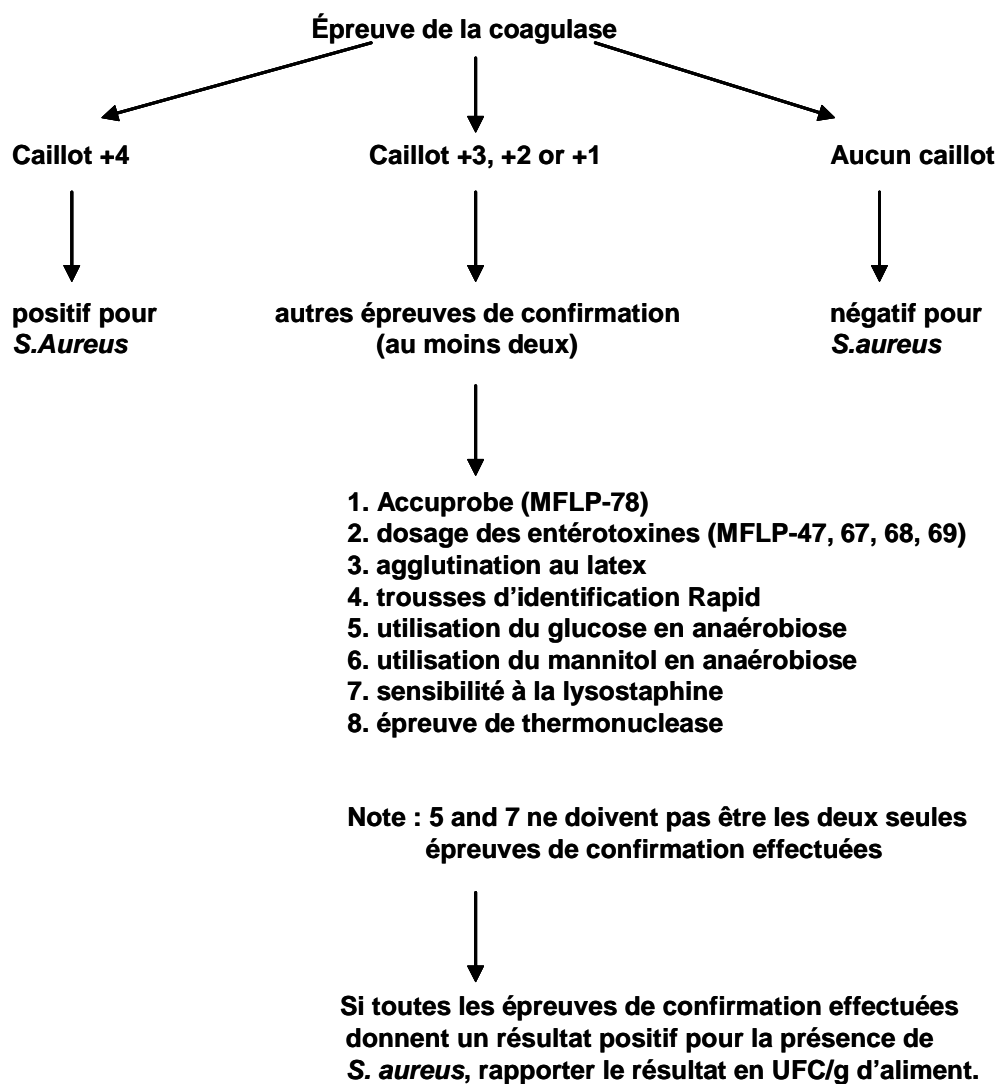 Épreuve de la coagulase
Caillot +4
Caillot +3, +2 or +1
Aucun caillot
positif pour
S.Aureus
autres épreuves de confirmation
(au moins deux)
négatif pour
S.aureus
1. Accuprobe (MFLP-78)
2. dosage des entérotoxines (MFLP-47, 67, 68, 69)
3. agglutination au latex
4. trousses d'identification Rapid
5. utilisation du glucose en anaérobiose
6. utilisation du mannitol en anaérobiose
7. sensibilité à la lysostaphine
8. épreuve de thermonuclease
Note : 5 and 7 ne doivent pas être les deux seules
épreuves de confirmation effectuées
Si toutes les épreuves de confirmation effectuées
donnent un résultat positif pour la présence de
S. aureus, rapporter le résultat en UFC/g d'aliment.